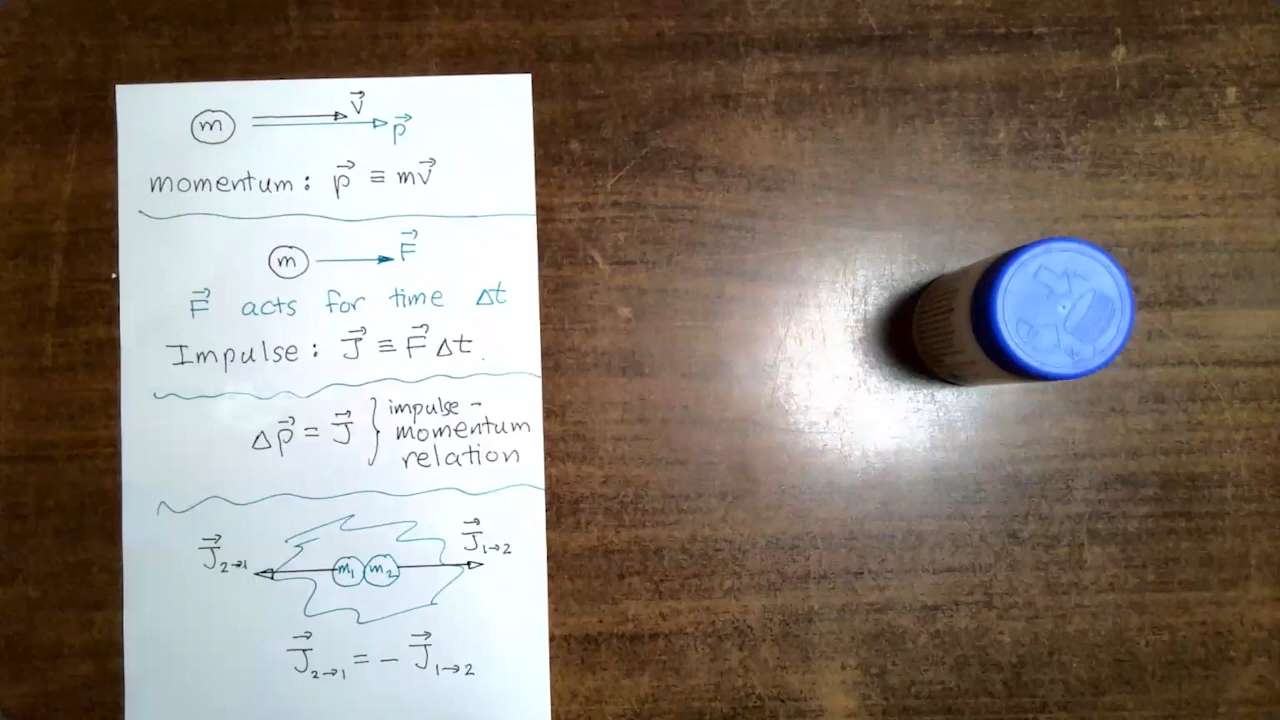 m v⃗ p⃗
momentum: p⃗ ≡ mv⃗
m F⃗
F⃗ acts for time Δt
Impulse: J⃗ ≡ F⃗ Δt.
Δp⃗ = J⃗ } impulse-
momentum
relation
J⃗₂→₁ m₁ m₂ J⃗₁→₂
J⃗₂→₁ = − J⃗₁→₂